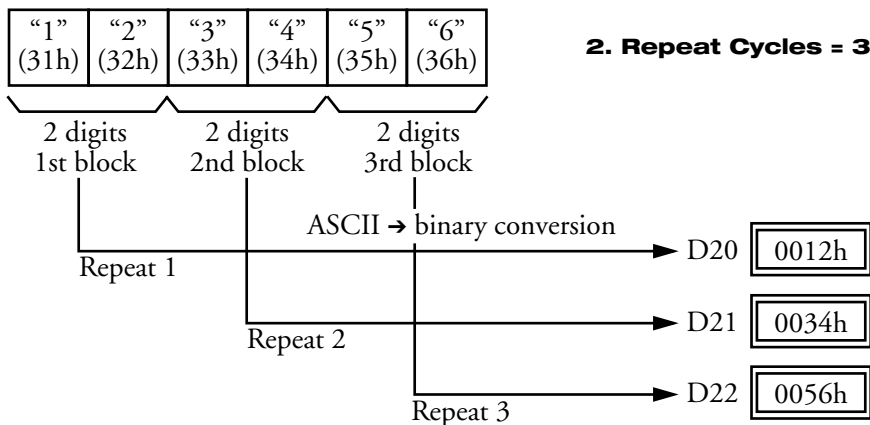 “1” “2” “3” “4” “5” “6”
(31h) (32h) (33h) (34h) (35h) (36h)
2. Repeat Cycles = 3
2 digits 2 digits 2 digits
1st block 2nd block 3rd block
ASCII → binary conversion
D20 0012h
Repeat 1
D21 0034h
Repeat 2
D22 0056h
Repeat 3